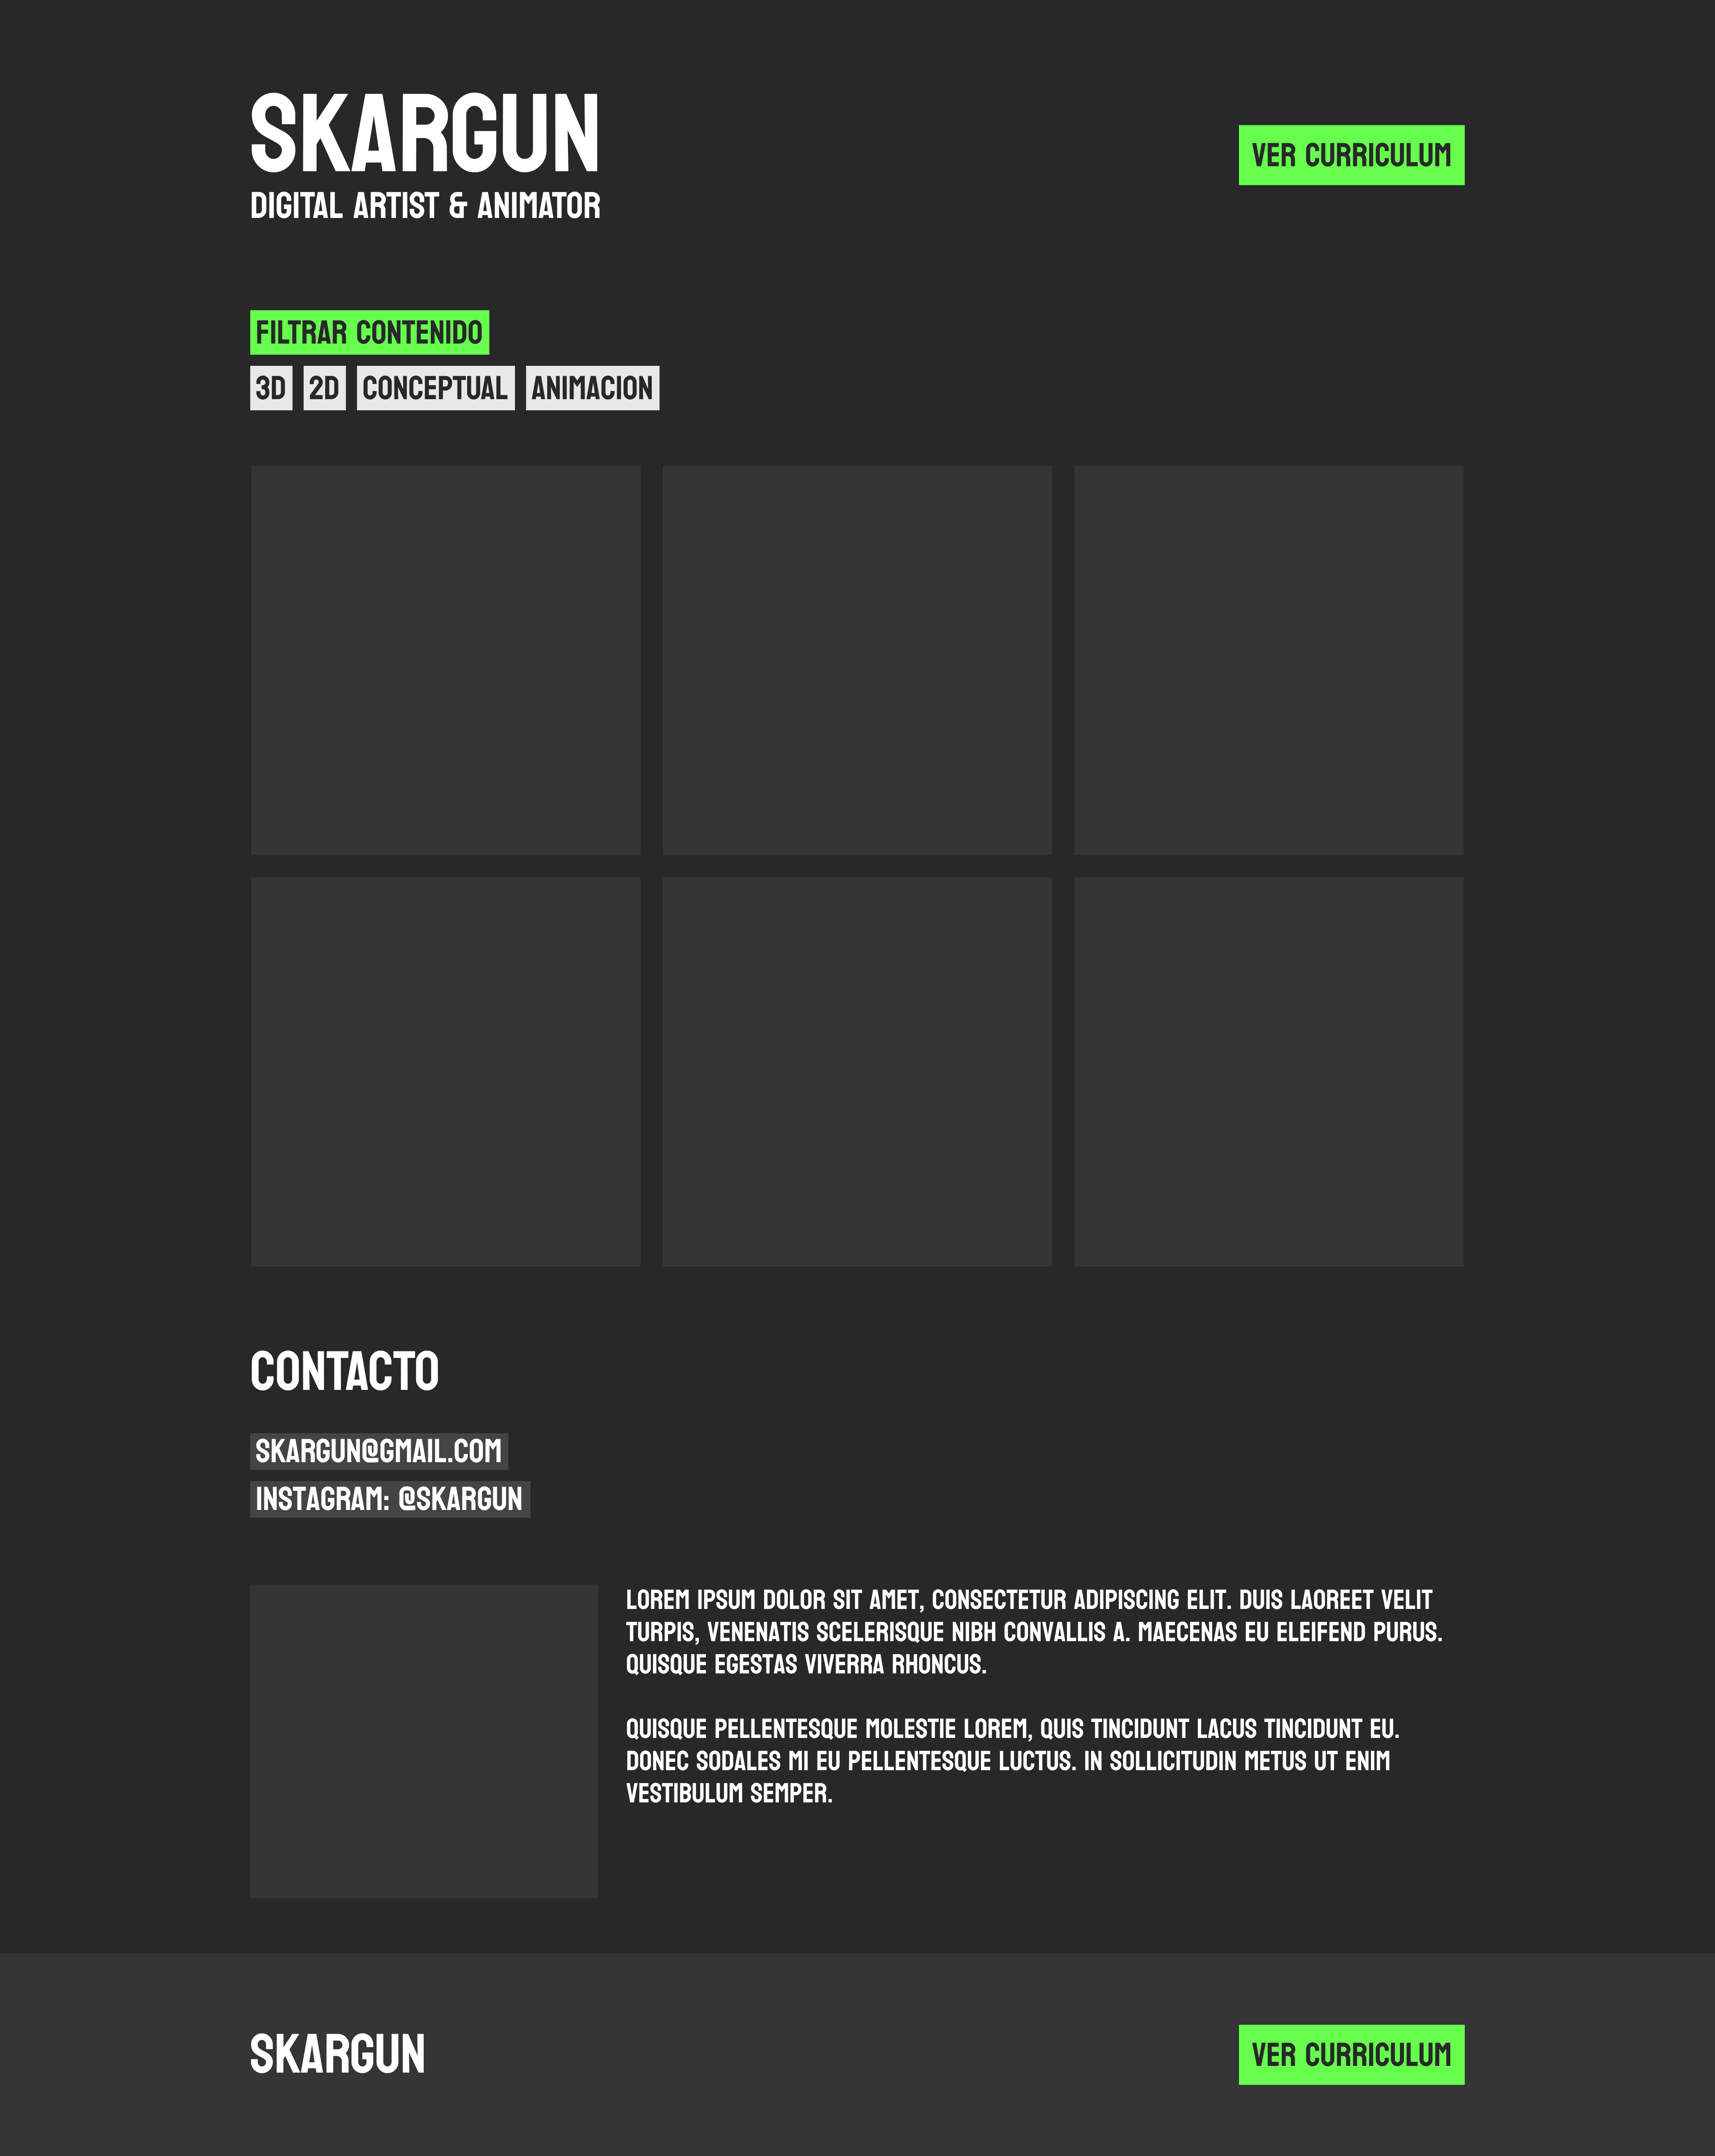 SKARGUN
DIGITAL ARTIST & ANIMATOR
VER CURRICULUM
FILTRAR CONTENIDO
3D 2D CONCEPTUAL ANIMACION
CONTACTO
SKARGUN@GMAIL.COM
INSTAGRAM: @SKARGUN
LOREM IPSUM DOLOR SIT AMET, CONSECTETUR ADIPISCING ELIT. DUIS LAOREET VELIT
TURPIS, VENENATIS SCELERISQUE NIBH CONVALLIS A. MAECENAS EU ELEIFEND PURUS.
QUISQUE EGESTAS VIVERRA RHONCUS.
QUISQUE PELLENTESQUE MOLESTIE LOREM, QUIS TINCIDUNT LACUS TINCIDUNT EU.
DONEC SODALES MI EU PELLENTESQUE LUCTUS. IN SOLLICITUDIN METUS UT ENIM
VESTIBULUM SEMPER.
SKARGUN
VER CURRICULUM